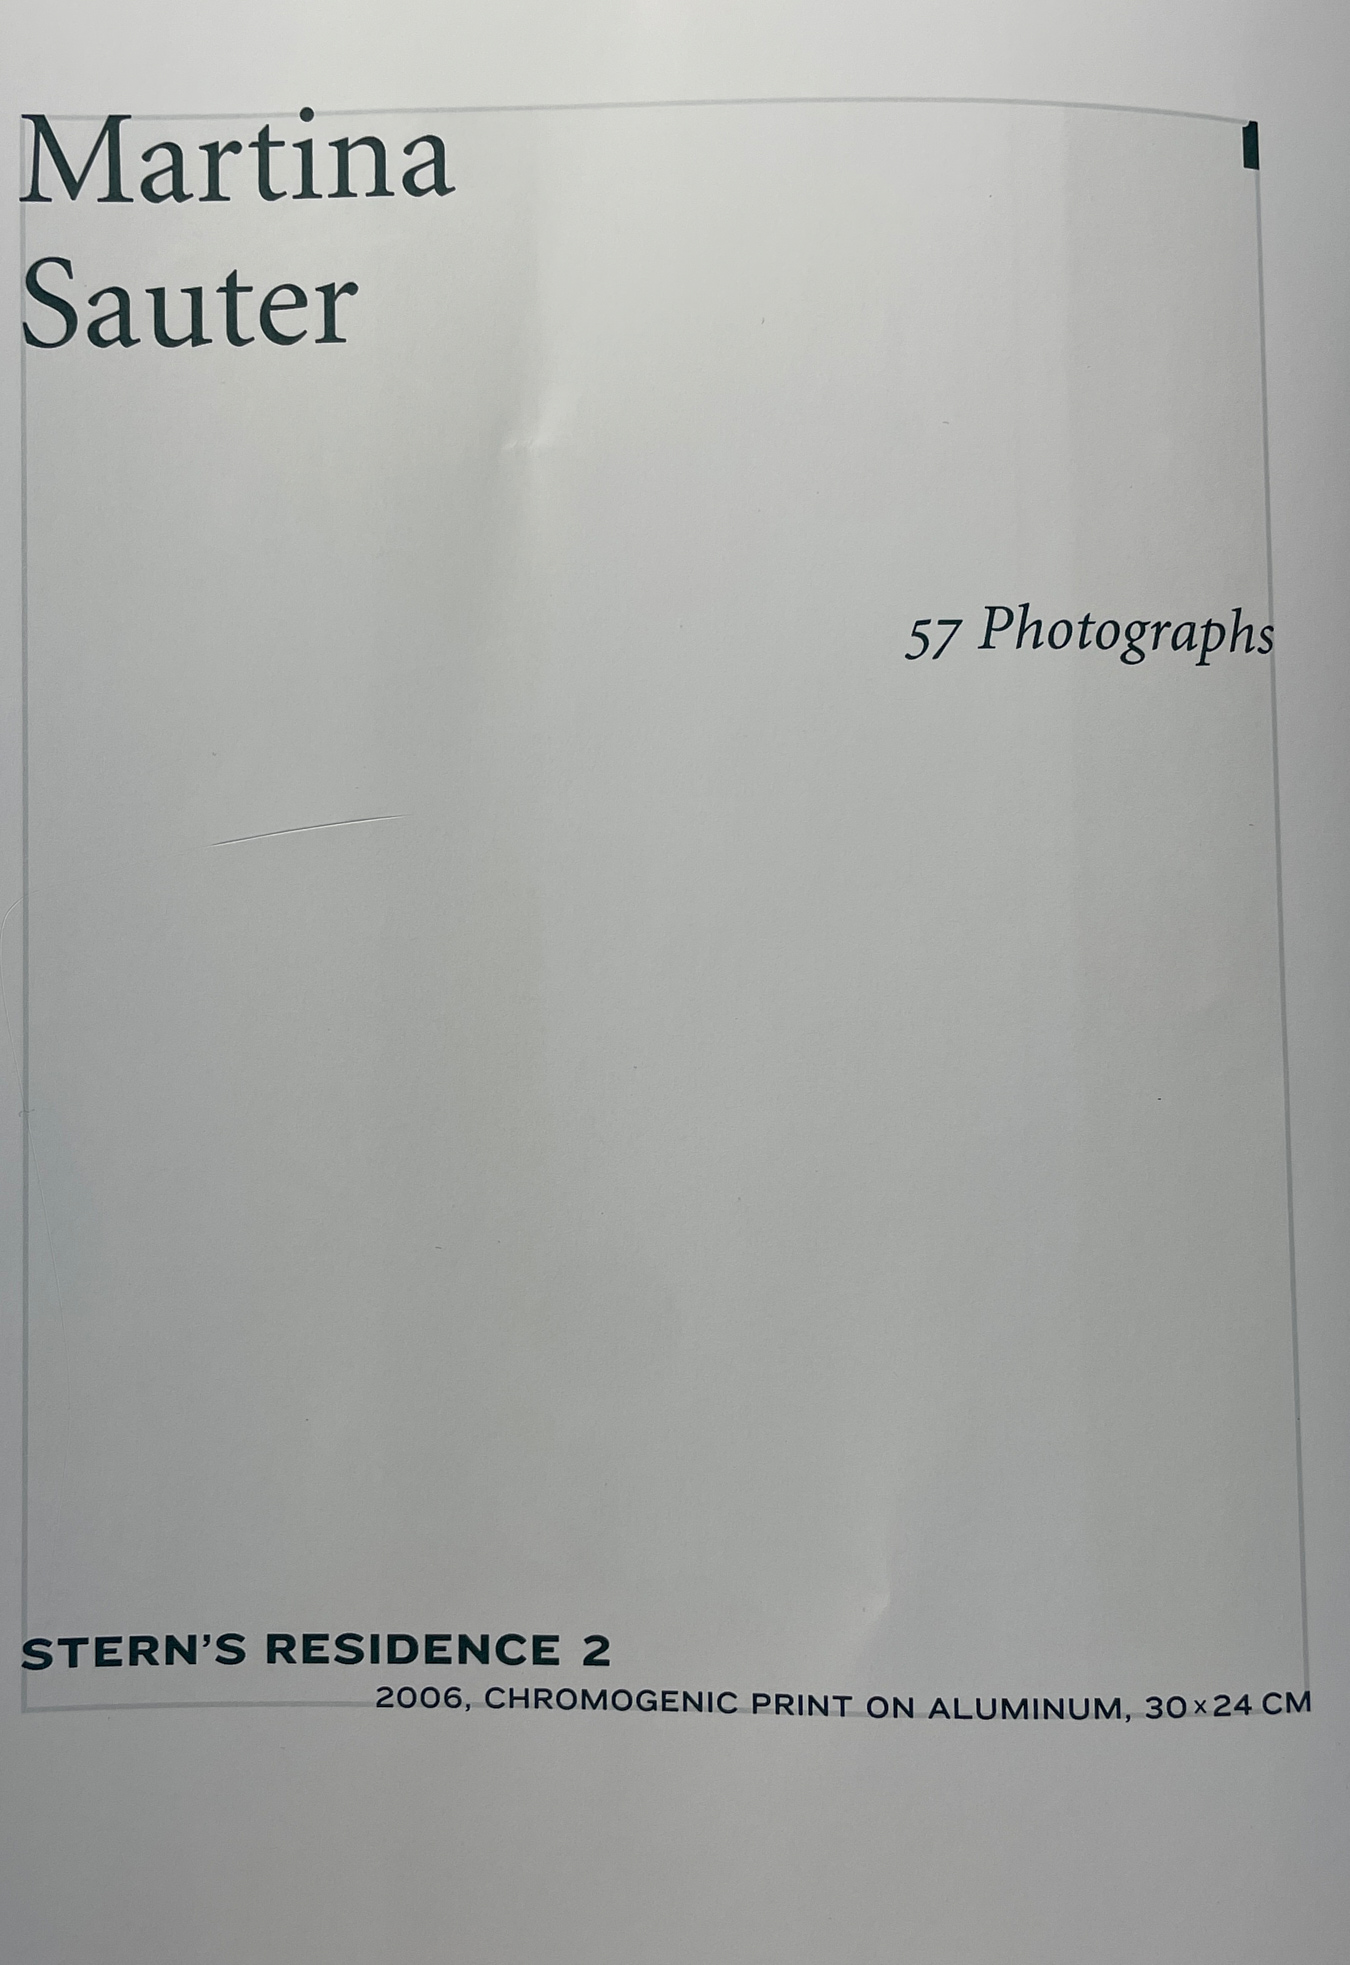 Martina
Sauter
57 Photographs
STERN’S RESIDENCE 2
2006, CHROMOGENIC PRINT ON ALUMINUM, 30×24 CM